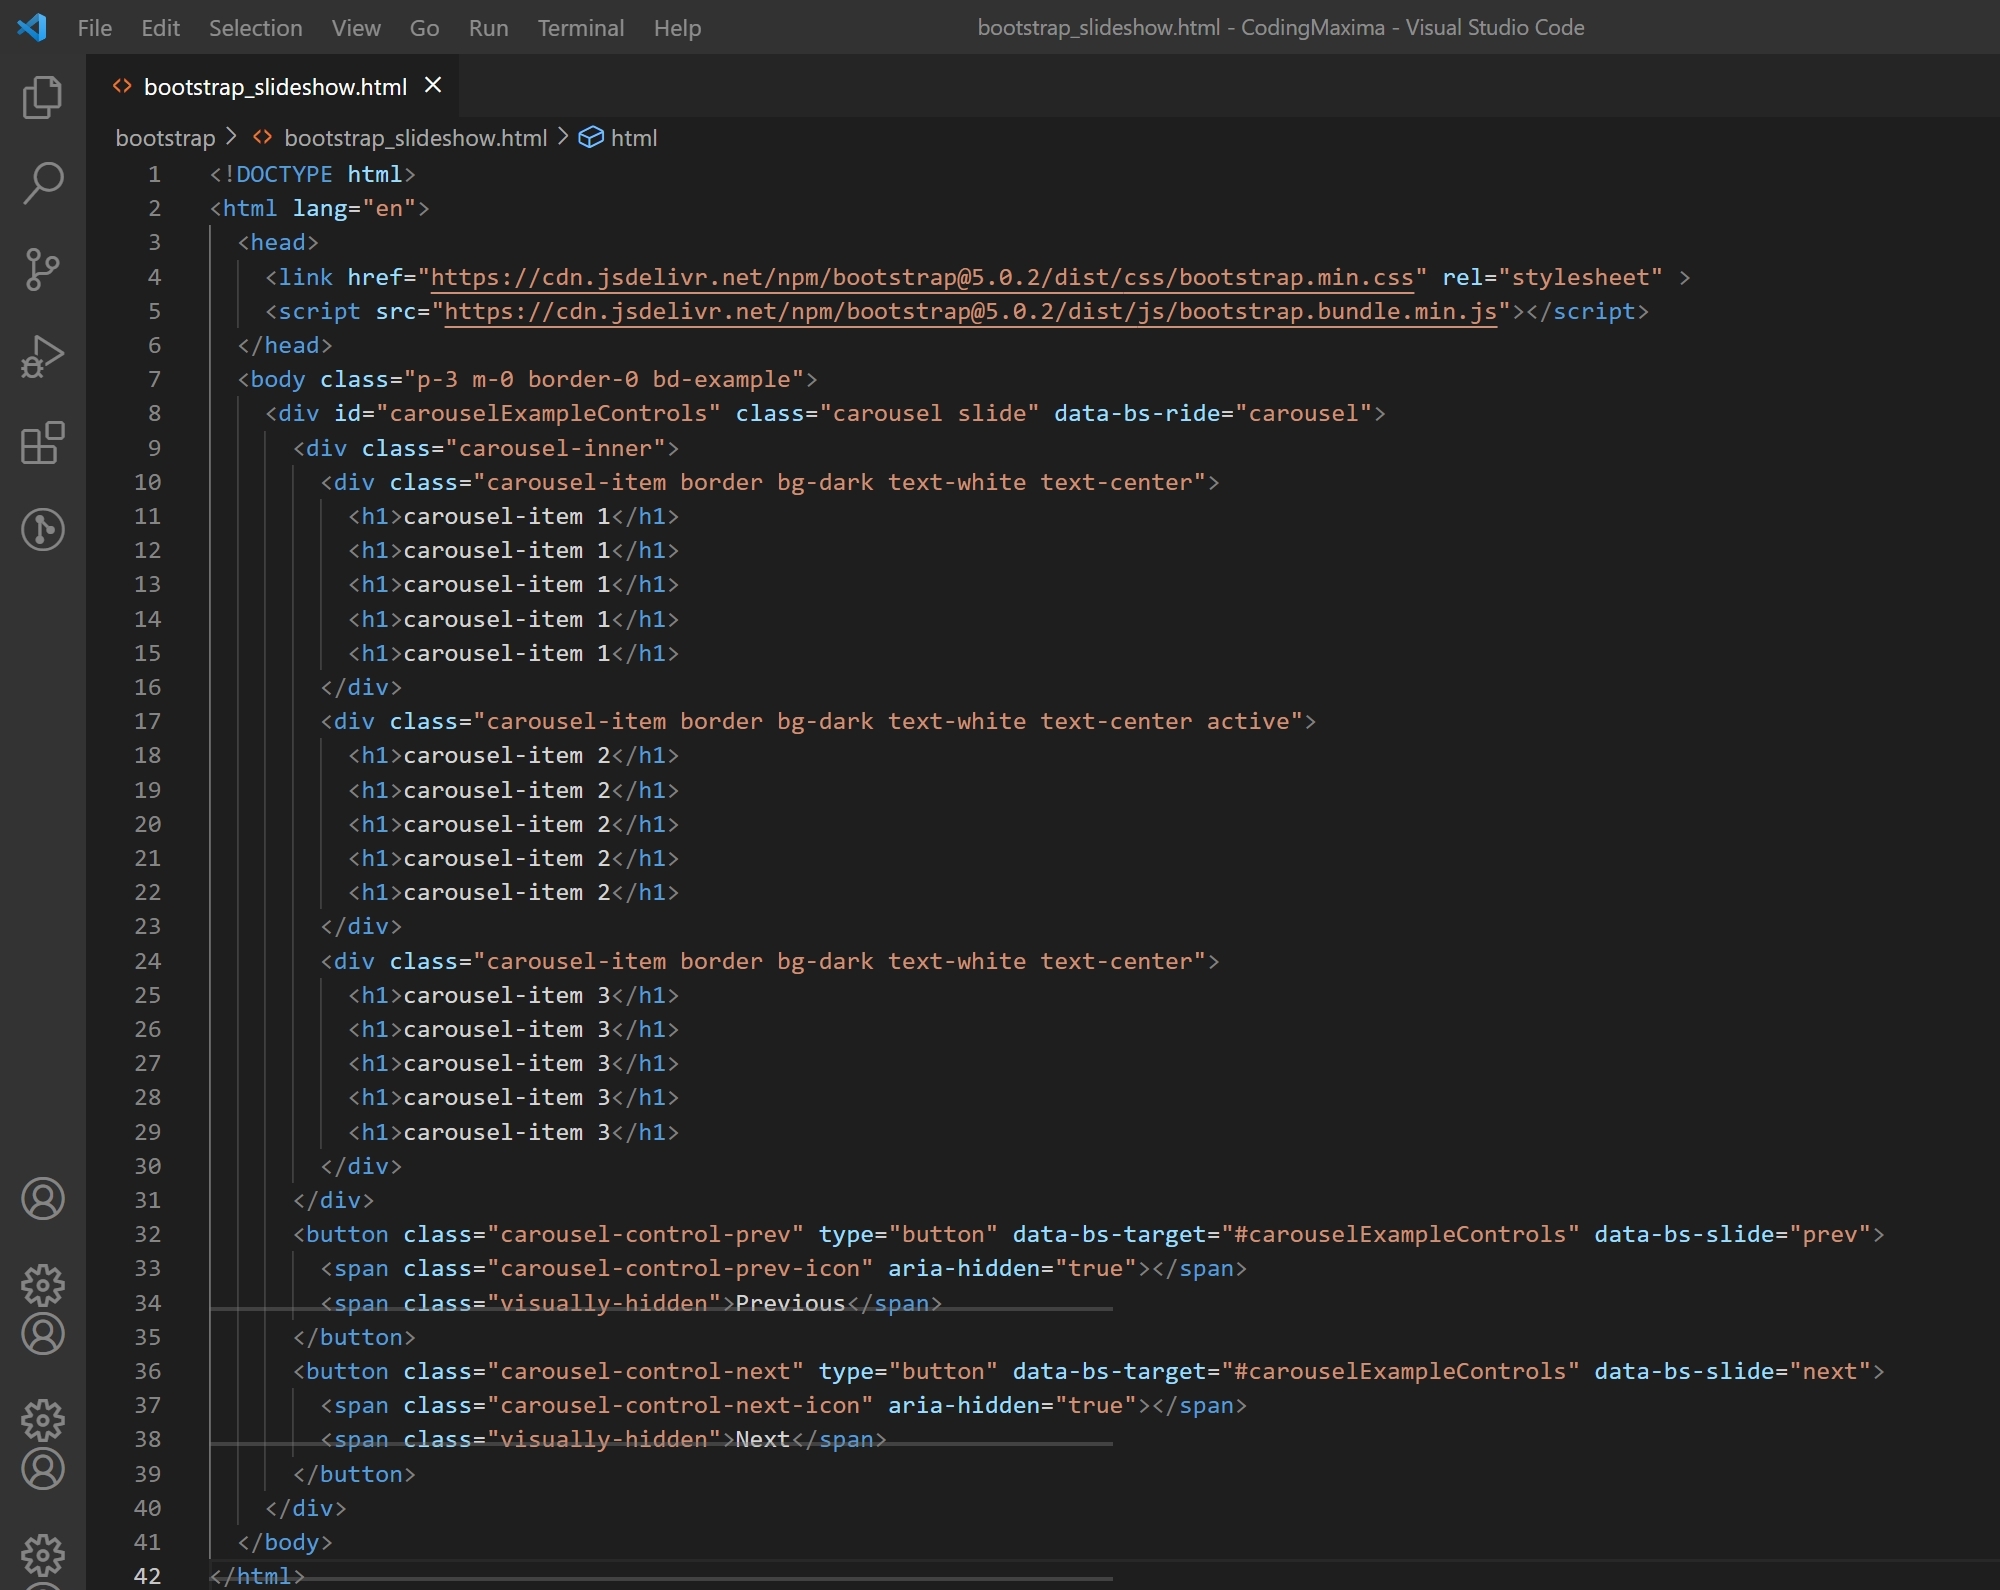 File Edit Selection View Go Run Terminal Help bootstrap_slideshow.html - CodingMaxima - Visual Studio Code
bootstrap_slideshow.html
bootstrap > bootstrap_slideshow.html > html
1 <!DOCTYPE html>
2 <html lang="en">
3 <head>
4 <link href="https://cdn.jsdelivr.net/npm/bootstrap@5.0.2/dist/css/bootstrap.min.css" rel="stylesheet" >
5 <script src="https://cdn.jsdelivr.net/npm/bootstrap@5.0.2/dist/js/bootstrap.bundle.min.js"></script>
6 </head>
7 <body class="p-3 m-0 border-0 bd-example">
8 <div id="carouselExampleControls" class="carousel slide" data-bs-ride="carousel">
9 <div class="carousel-inner">
10 <div class="carousel-item border bg-dark text-white text-center">
11 <h1>carousel-item 1</h1>
12 <h1>carousel-item 1</h1>
13 <h1>carousel-item 1</h1>
14 <h1>carousel-item 1</h1>
15 <h1>carousel-item 1</h1>
16 </div>
17 <div class="carousel-item border bg-dark text-white text-center active">
18 <h1>carousel-item 2</h1>
19 <h1>carousel-item 2</h1>
20 <h1>carousel-item 2</h1>
21 <h1>carousel-item 2</h1>
22 <h1>carousel-item 2</h1>
23 </div>
24 <div class="carousel-item border bg-dark text-white text-center">
25 <h1>carousel-item 3</h1>
26 <h1>carousel-item 3</h1>
27 <h1>carousel-item 3</h1>
28 <h1>carousel-item 3</h1>
29 <h1>carousel-item 3</h1>
30 </div>
31 </div>
32 <button class="carousel-control-prev" type="button" data-bs-target="#carouselExampleControls" data-bs-slide="prev">
33 <span class="carousel-control-prev-icon" aria-hidden="true"></span>
34 <span class="visually-hidden">Previous</span>
35 </button>
36 <button class="carousel-control-next" type="button" data-bs-target="#carouselExampleControls" data-bs-slide="next">
37 <span class="carousel-control-next-icon" aria-hidden="true"></span>
38 <span class="visually-hidden">Next</span>
39 </button>
40 </div>
41 </body>
42 </html>